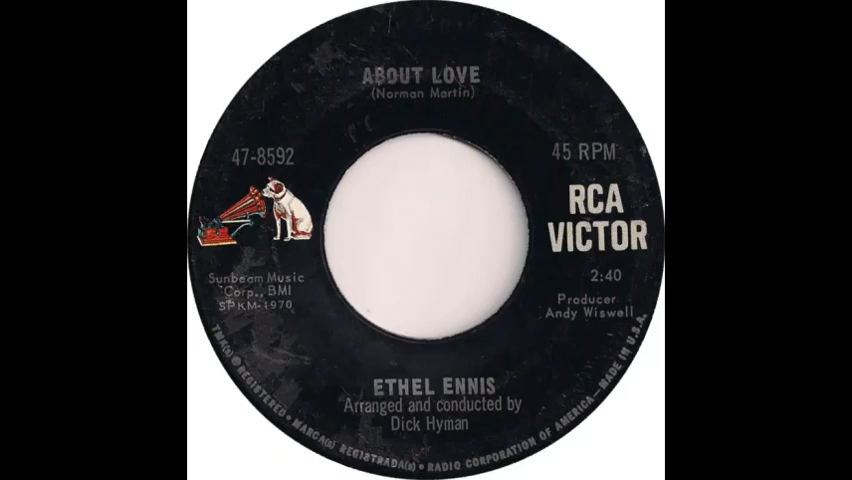 ABOUT LOVE
(Norman Martin)
47-8592
45 RPM
RCA
VICTOR
Sunbeam Music
Corp., BMI
SPKM-1970
2:40
Producer
Andy Wiswell
ETHEL ENNIS
Arranged and conducted by
Dick Hyman
TMK(s) ® REGISTERED • MARCA(s) REGISTRADA(s) • RADIO CORPORATION OF AMERICA—MADE IN U.S.A.